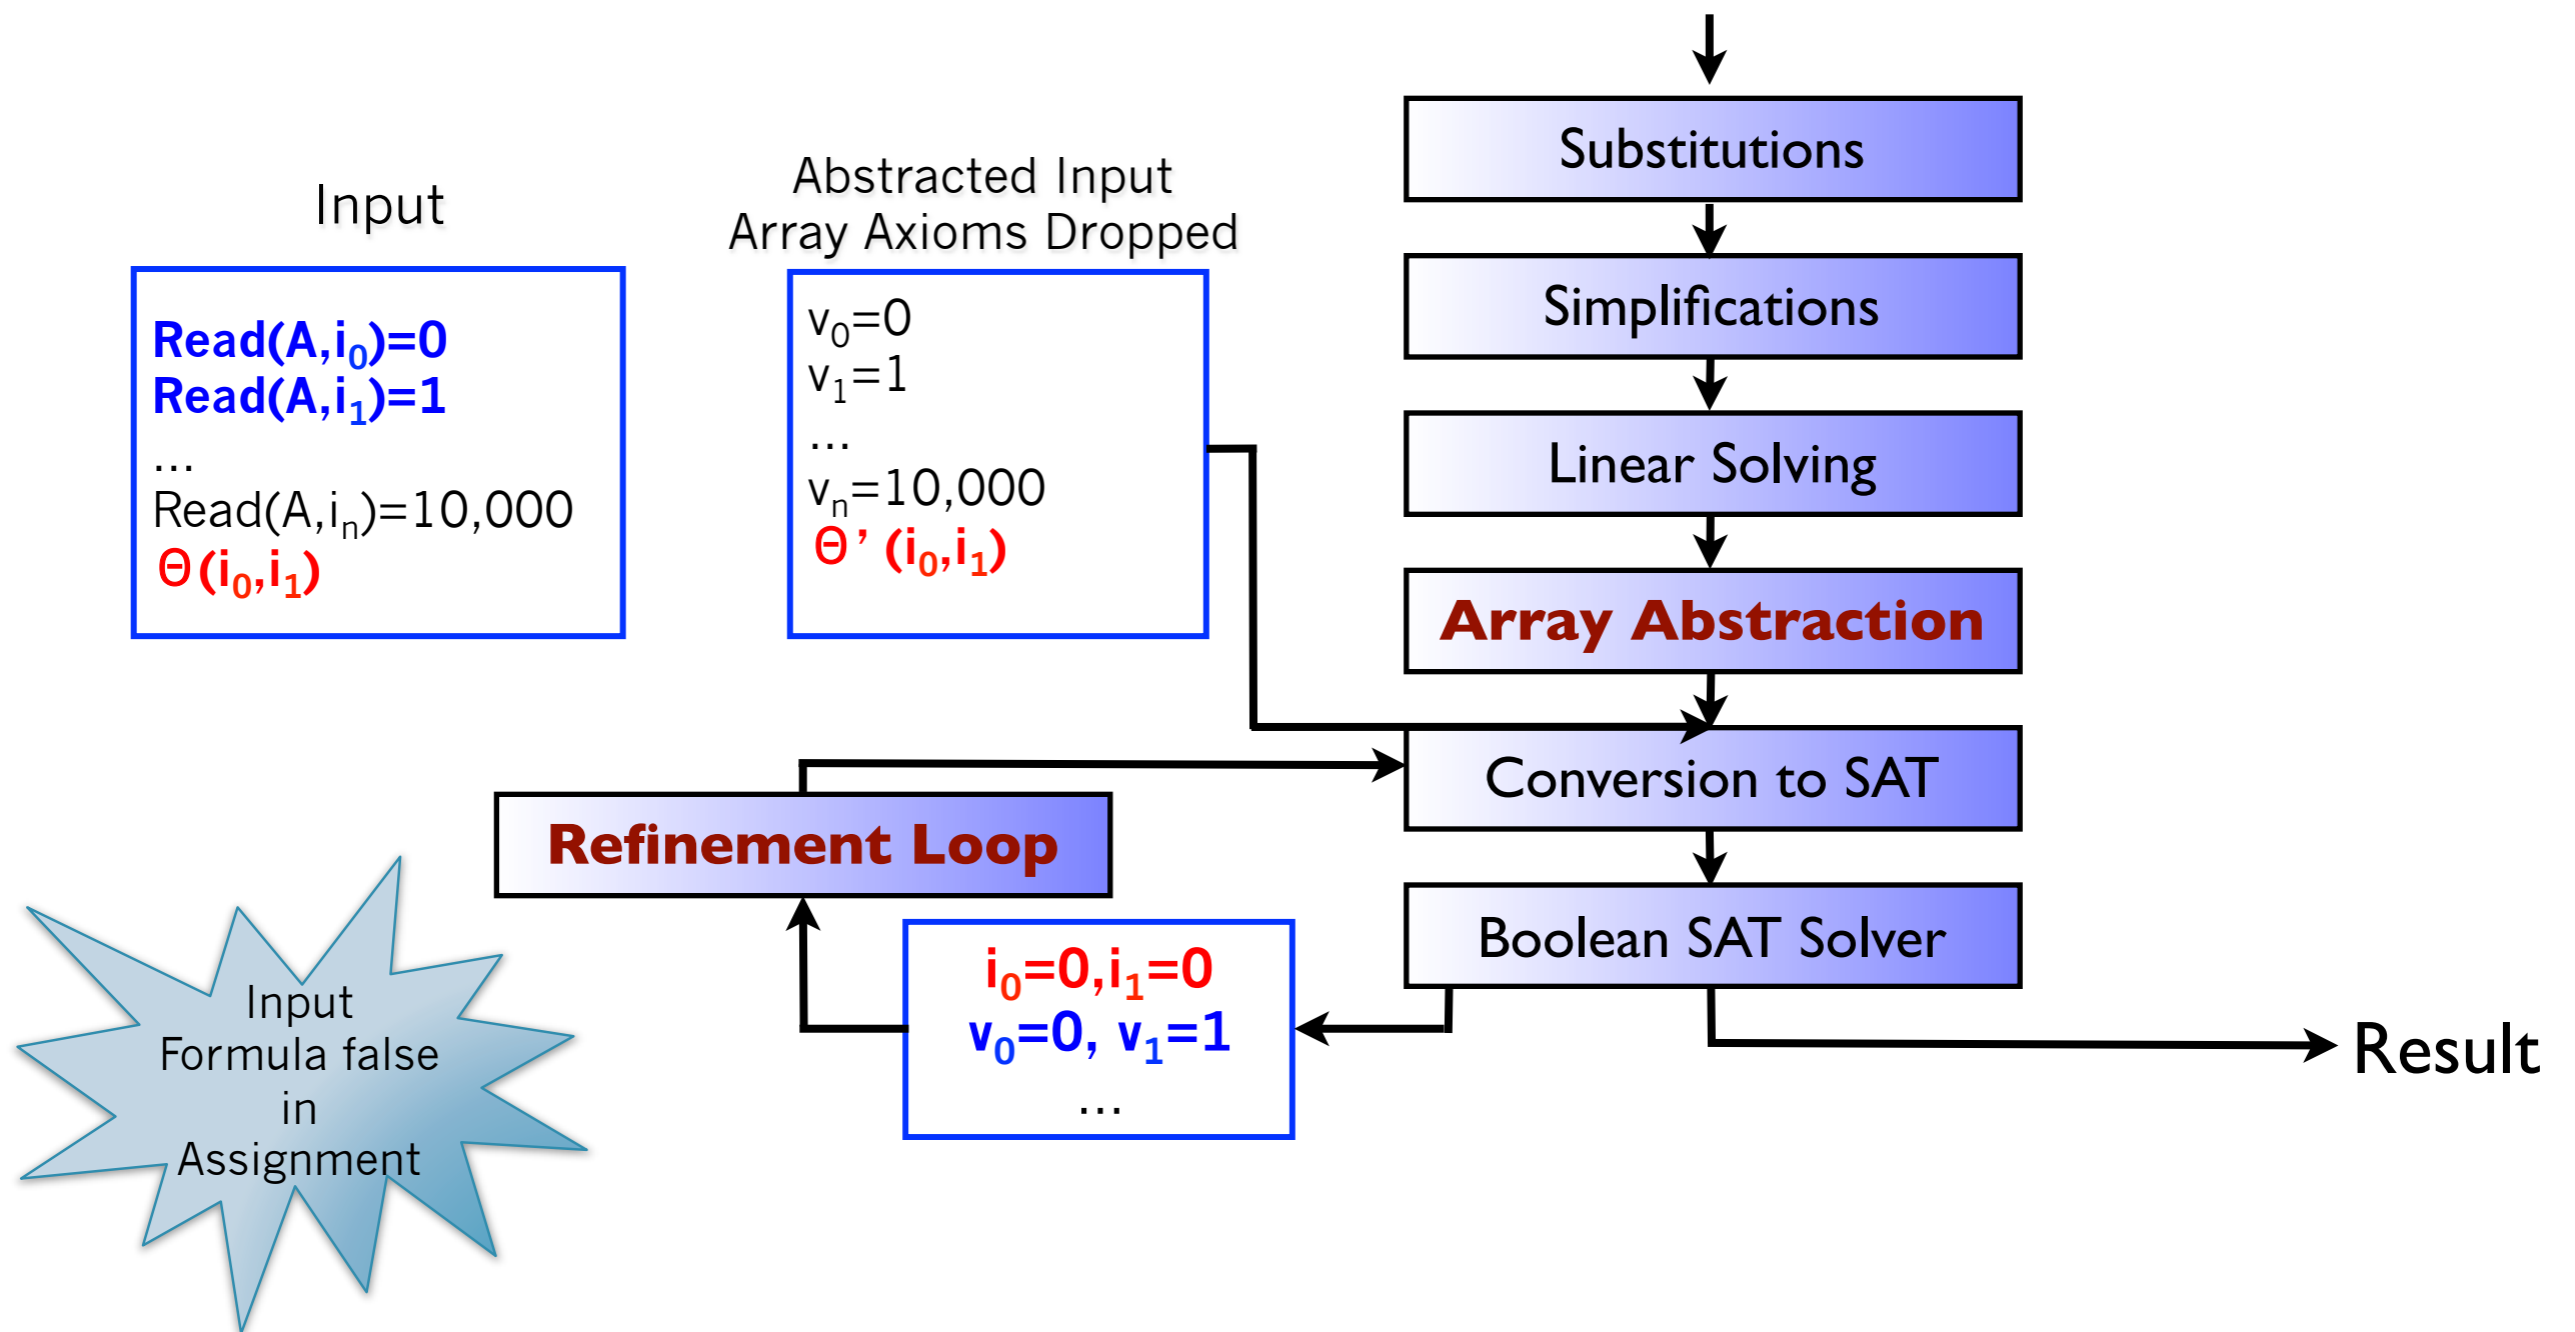 Input
Read(A,i₀)=0
Read(A,i₁)=1
...
Read(A,iₙ)=10,000
Θ(i₀,i₁)
Abstracted Input
Array Axioms Dropped
v₀=0
v₁=1
...
vₙ=10,000
Θ’(i₀,i₁)
Substitutions
Simplifications
Linear Solving
Array Abstraction
Conversion to SAT
Boolean SAT Solver
Refinement Loop
i₀=0,i₁=0
v₀=0, v₁=1
...
Input
Formula false
in
Assignment
Result